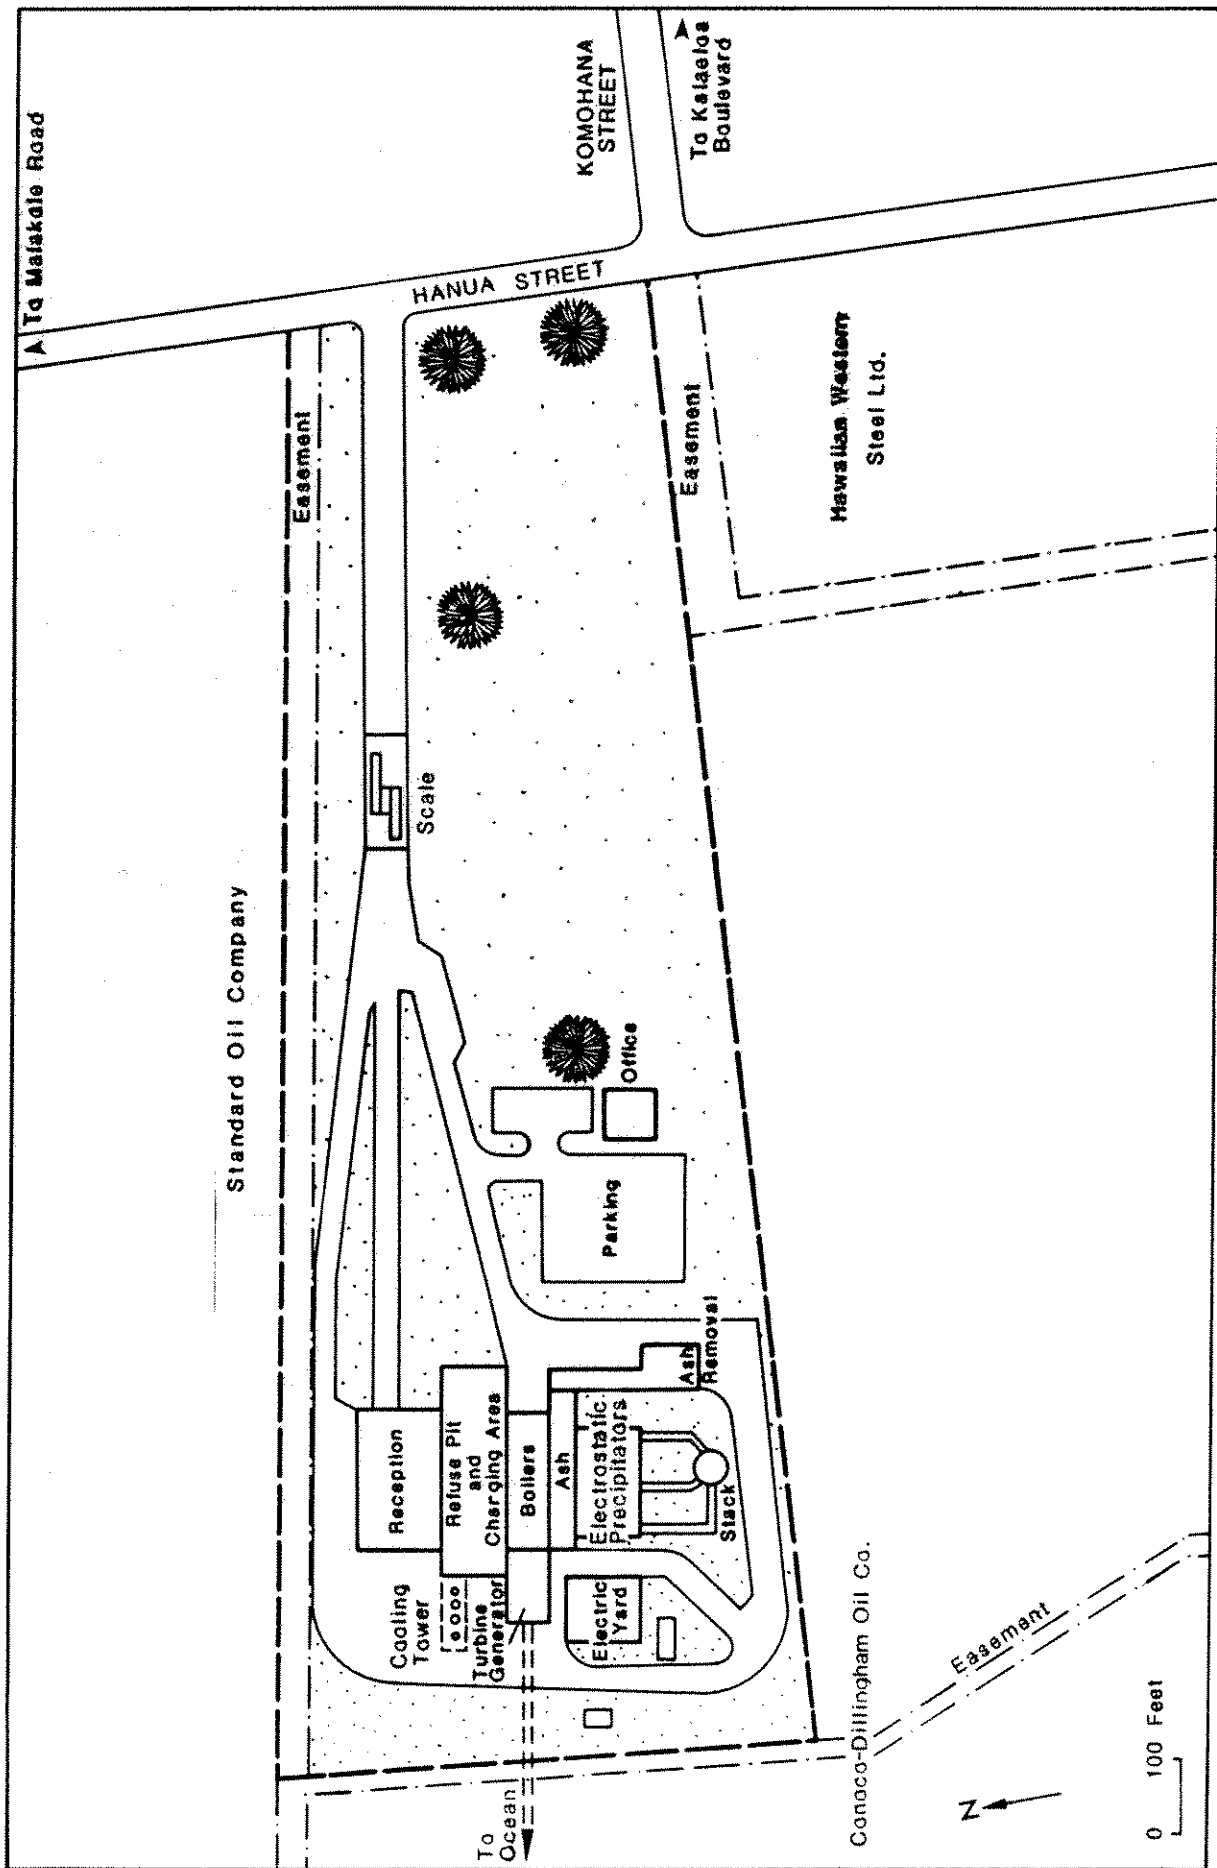 To Malakole Road
KOMOHANA
STREET
To Kalaeloa
Boulevard
HANUA STREET
Easement
Easement
Hawaiian Western
Steel Ltd.
Standard Oil Company
Scale
Office
Parking
Ash
Removal
Reception
Refuse Pit
and
Charging Area
Boilers
Ash
Electrostatic
Precipitators
Stack
Cooling
Tower
Turbine
Generator
Electric
Yard
To
Ocean
Conoco-Dillingham Oil Co.
Easement
N
0 100 Feet